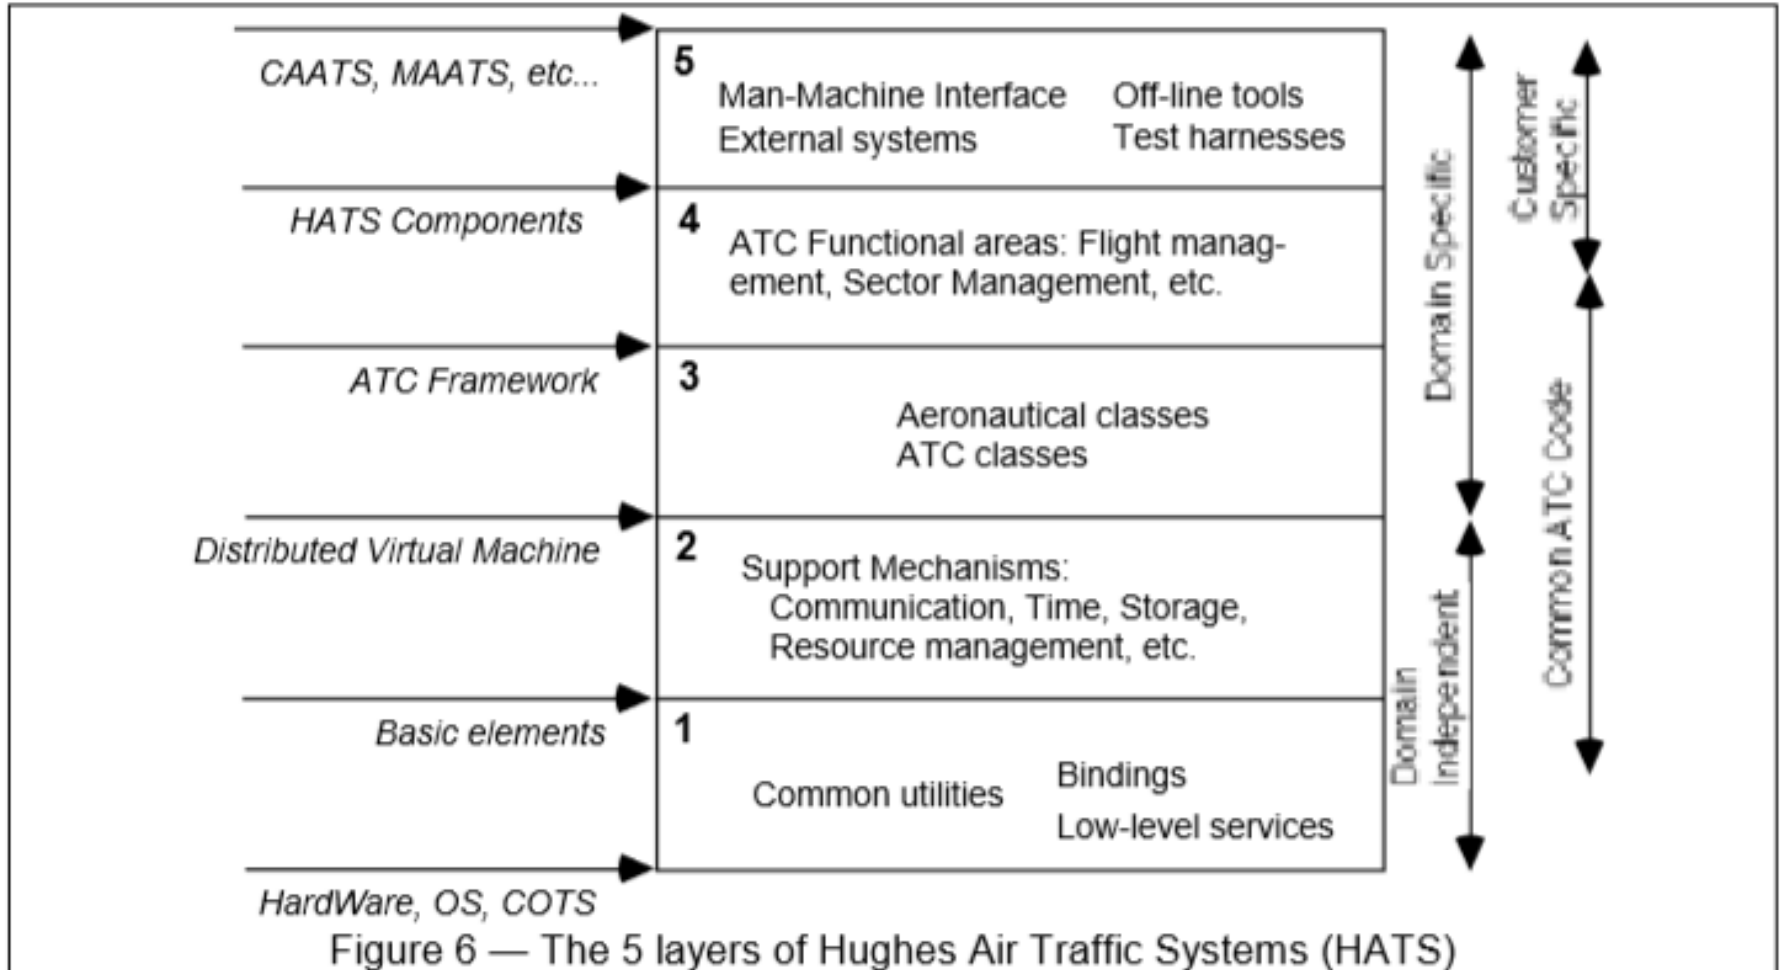 CAATS, MAATS, etc...
5
Man-Machine Interface
Off-line tools
External systems
Test harnesses
HATS Components
4
ATC Functional areas: Flight manag-
ement, Sector Management, etc.
ATC Framework
3
Aeronautical classes
ATC classes
Distributed Virtual Machine
2
Support Mechanisms:
Communication, Time, Storage,
Resource management, etc.
Basic elements
1
Common utilities
Bindings
Low-level services
HardWare, OS, COTS
Domain Specific
Domain
Independent
Customer
Specific
Common ATC Code
Figure 6 — The 5 layers of Hughes Air Traffic Systems (HATS)